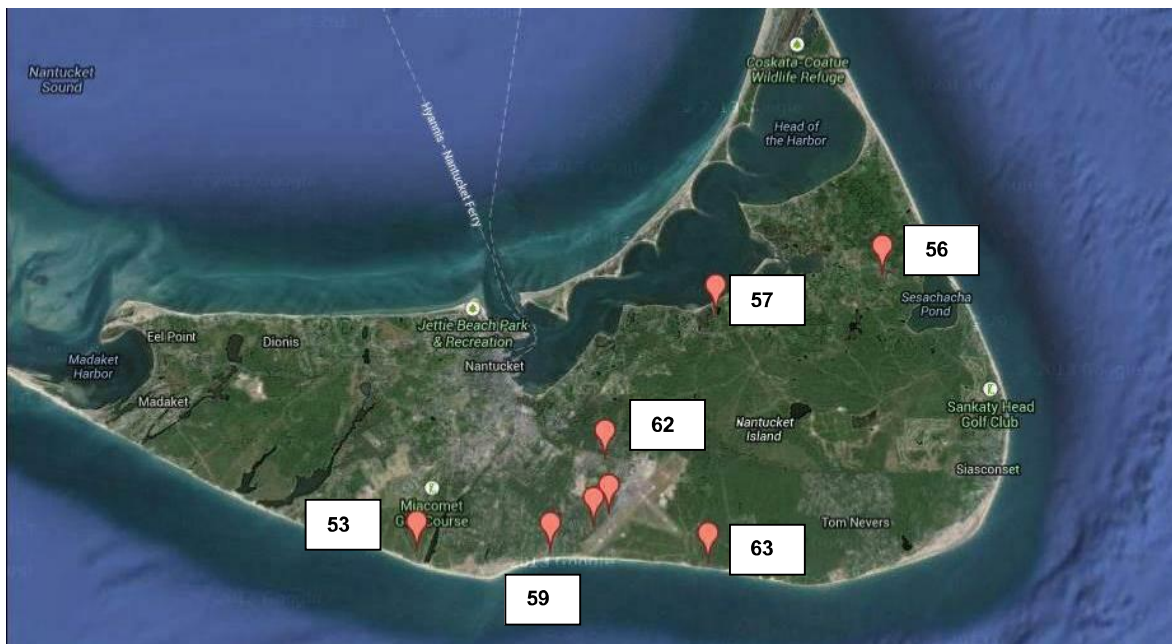 Nantucket
Sound
Coskata-Coatue
Wildlife Refuge
Head of
the Harbor
Hyannis - Nantucket Ferry
56
57
Sesachacha
Pond
Jettie Beach Park
& Recreation
Eel Point
Dionis
Madaket
Harbor
Nantucket
Madaket
Sankaty Head
Golf Club
62
Nantucket
Island
Siasconset
Miacomet
Golf Course
53
Tom Nevers
63
59